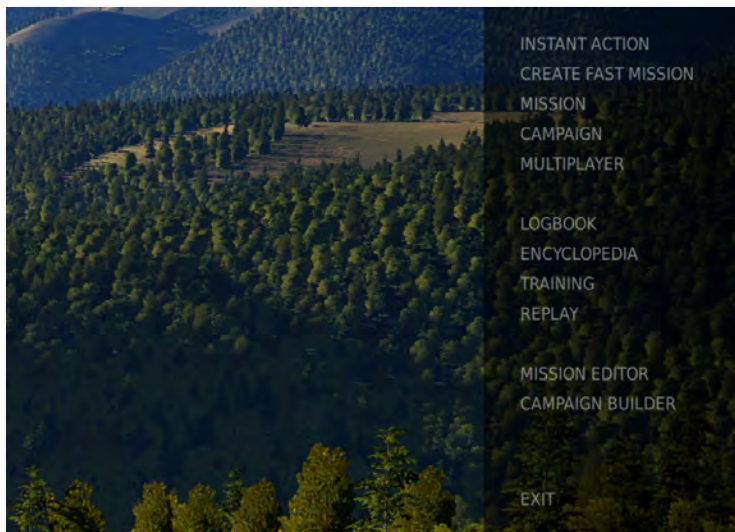 INSTANT ACTION
CREATE FAST MISSION
MISSION
CAMPAIGN
MULTIPLAYER
LOGBOOK
ENCYCLOPEDIA
TRAINING
REPLAY
MISSION EDITOR
CAMPAIGN BUILDER
EXIT